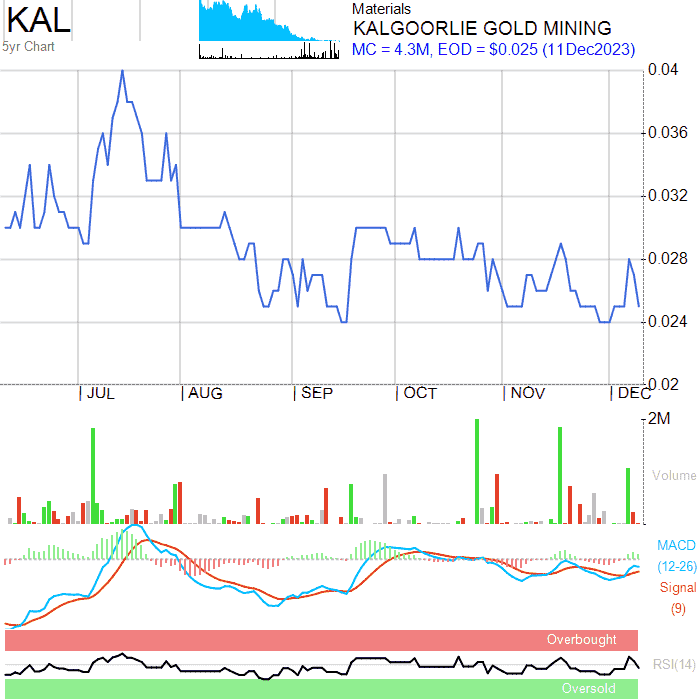 KAL
5yr Chart
Materials
KALGOORLIE GOLD MINING
MC = 4.3M, EOD = $0.025 (11Dec2023)
0.04
0.036
0.032
0.028
0.024
0.02
JUL AUG SEP OCT NOV DEC
2M
Volume
MACD
(12-26)
Signal
(9)
Overbought
RSI(14)
Oversold